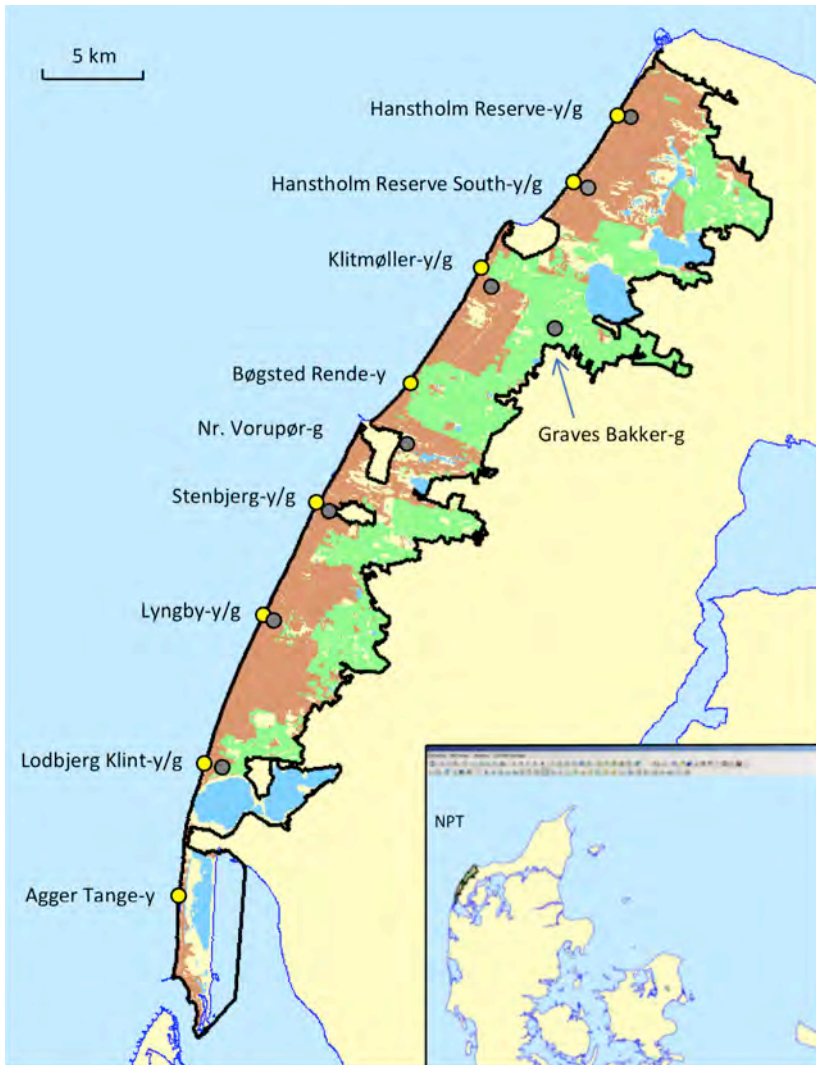 5 km
Hanstholm Reserve-y/g
Hanstholm Reserve South-y/g
Klitmøller-y/g
Bøgsted Rende-y
Nr. Vorupør-g
Graves Bakker-g
Stenbjerg-y/g
Lyngby-y/g
Lodbjerg Klint-y/g
NPT
Agger Tange-y